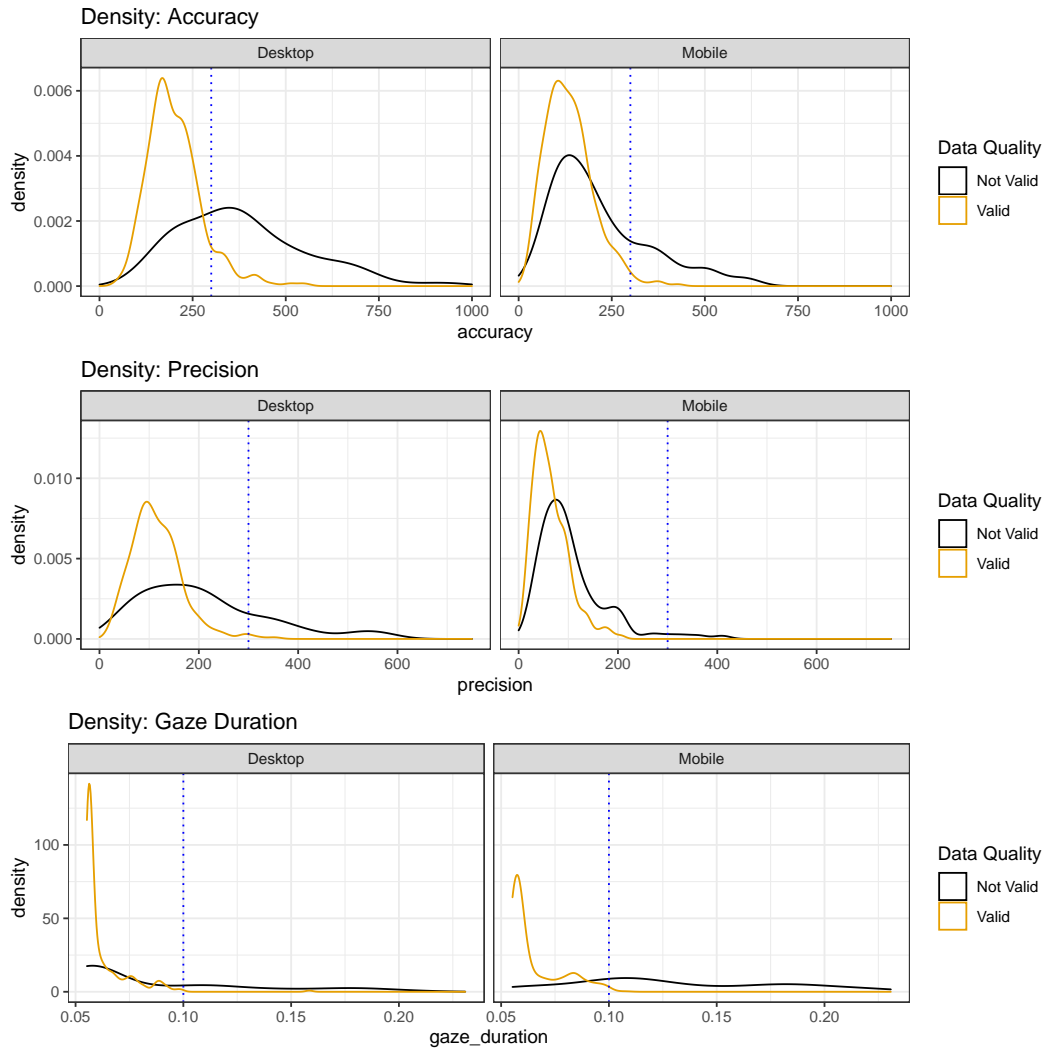 Density: Accuracy
Desktop
Mobile
0.006
0.004
0.002
0.000
density
0
250
500
750
1000
0
250
500
750
1000
accuracy
Data Quality
Not Valid
Valid
Density: Precision
Desktop
Mobile
0.010
0.005
0.000
density
0
200
400
600
0
200
400
600
precision
Data Quality
Not Valid
Valid
Density: Gaze Duration
Desktop
Mobile
100
50
0
density
0.05
0.10
0.15
0.20
0.05
0.10
0.15
0.20
gaze_duration
Data Quality
Not Valid
Valid